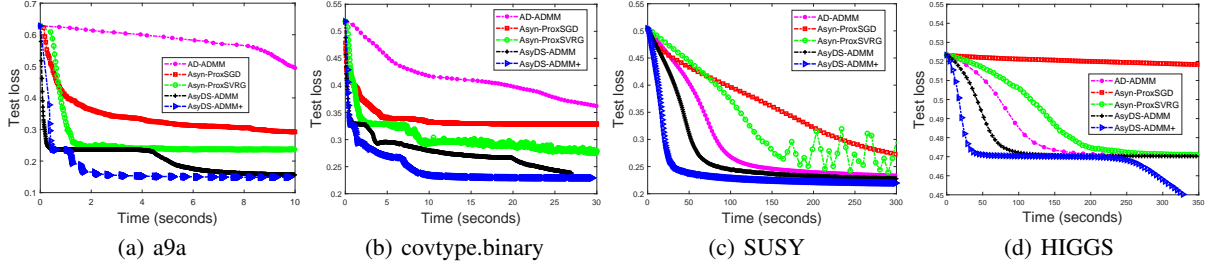 Test loss
0.7
0.6
0.5
0.4
0.3
0.2
0.1
0 2 4 6 8 10
Time (seconds)
AD-ADMM
Asyn-ProxSGD
Asyn-ProxSVRG
AsyDS-ADMM
AsyDS-ADMM+
(a) a9a
Test loss
0.55
0.5
0.45
0.4
0.35
0.3
0.25
0.2
0 5 10 15 20 25 30
Time (seconds)
AD-ADMM
Asyn-ProxSGD
Asyn-ProxSVRG
AsyDS-ADMM
AsyDS-ADMM+
(b) covtype.binary
Test loss
0.55
0.5
0.45
0.4
0.35
0.3
0.25
0.2
0 50 100 150 200 250 300
Time (seconds)
AD-ADMM
Asyn-ProxSGD
Asyn-ProxSVRG
AsyDS-ADMM
AsyDS-ADMM+
(c) SUSY
Test loss
0.54
0.53
0.52
0.51
0.5
0.49
0.48
0.47
0.46
0.45
0 50 100 150 200 250 300 350
Time (seconds)
AD-ADMM
Asyn-ProxSGD
Asyn-ProxSVRG
AsyDS-ADMM
AsyDS-ADMM+
(d) HIGGS